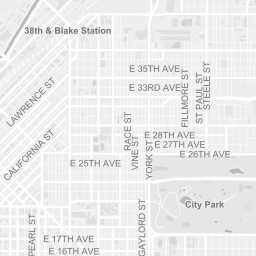 38th & Blake Station
E 35TH AVE
E 33RD AVE
LAWRENCE ST
FILLMORE ST
ST PAUL ST
STEELE ST
RACE ST
VINE ST
YORK ST
E 28TH AVE
E 27TH AVE
E 26TH AVE
CALIFORNIA ST
E 25TH AVE
City Park
PEARL ST
GAYLORD ST
E 17TH AVE
E 16TH AVE